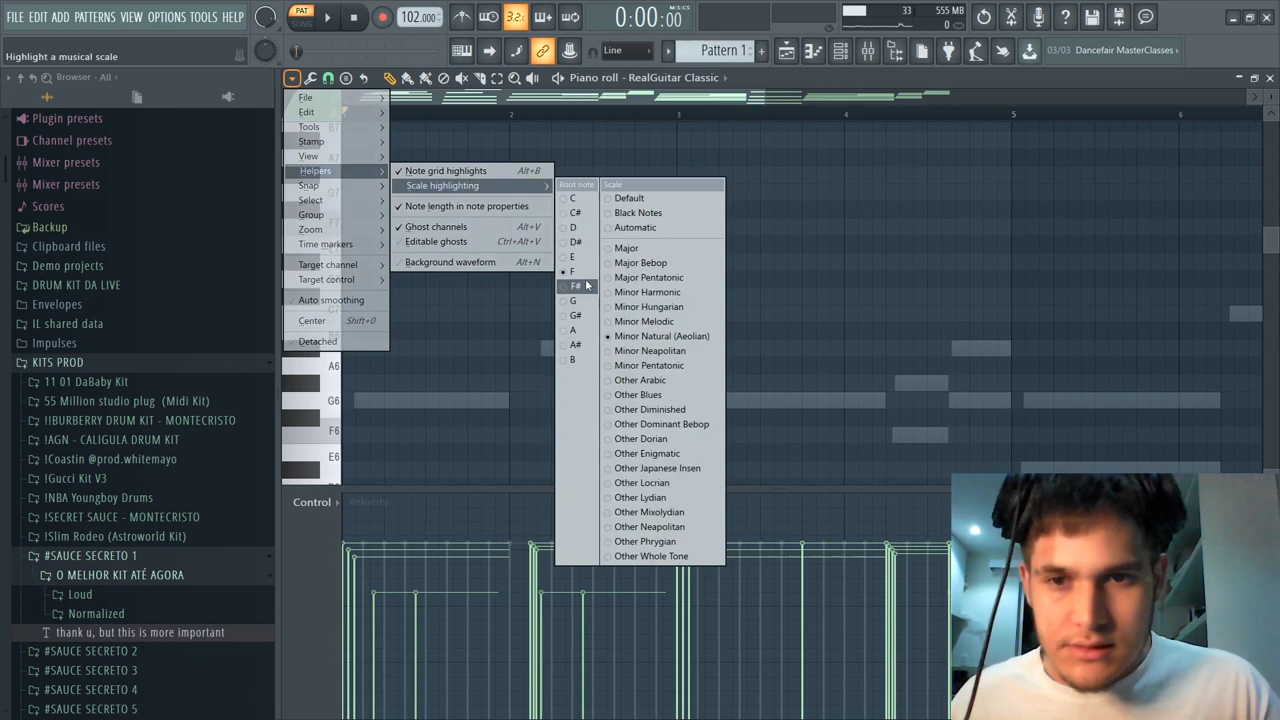 FILE EDIT ADD PATTERNS VIEW OPTIONS TOOLS HELP
PAT
SONG
102.000
3.2.
0:00:00
M:S:CS
33
555 MB
0
Highlight a musical scale
Line
Pattern 1
03/03 Dancefair MasterClasses
Browser - All
Piano roll - RealGuitar Classic
Plugin presets
Channel presets
Mixer presets
Mixer presets
Scores
Backup
Clipboard files
Demo projects
DRUM KIT DA LIVE
Envelopes
IL shared data
Impulses
KITS PROD
11 01 DaBaby Kit
55 Million studio plug (Midi Kit)
!!BURBERRY DRUM KIT - MONTECRISTO
!AGN - CALIGULA DRUM KIT
!Coastin @prod.whitemayo
!Gucci Kit V3
!NBA Youngboy Drums
!SECRET SAUCE - MONTECRISTO
!Slim Rodeo (Astroworld Kit)
#SAUCE SECRETO 1
O MELHOR KIT ATÉ AGORA
Loud
Normalized
thank u, but this is more important
#SAUCE SECRETO 2
#SAUCE SECRETO 3
#SAUCE SECRETO 4
#SAUCE SECRETO 5
File
Edit
Tools
Stamp
View
Helpers
Snap
Select
Group
Zoom
Time markers
Target channel
Target control
Auto smoothing
Center Shift+0
Detached
Note grid highlights Alt+B
Scale highlighting
Note length in note properties
Ghost channels Alt+V
Editable ghosts Ctrl+Alt+V
Background waveform Alt+N
Root note
C
C#
D
D#
E
F
F#
G
G#
A
A#
B
Scale
Default
Black Notes
Automatic
Major
Major Bebop
Major Pentatonic
Minor Harmonic
Minor Hungarian
Minor Melodic
Minor Natural (Aeolian)
Minor Neapolitan
Minor Pentatonic
Other Arabic
Other Blues
Other Diminished
Other Dominant Bebop
Other Dorian
Other Enigmatic
Other Japanese Insen
Other Locrian
Other Lydian
Other Mixolydian
Other Neapolitan
Other Phrygian
Other Whole Tone
2
3
4
5
6
A6
G6
F6
E6
Control
Velocity